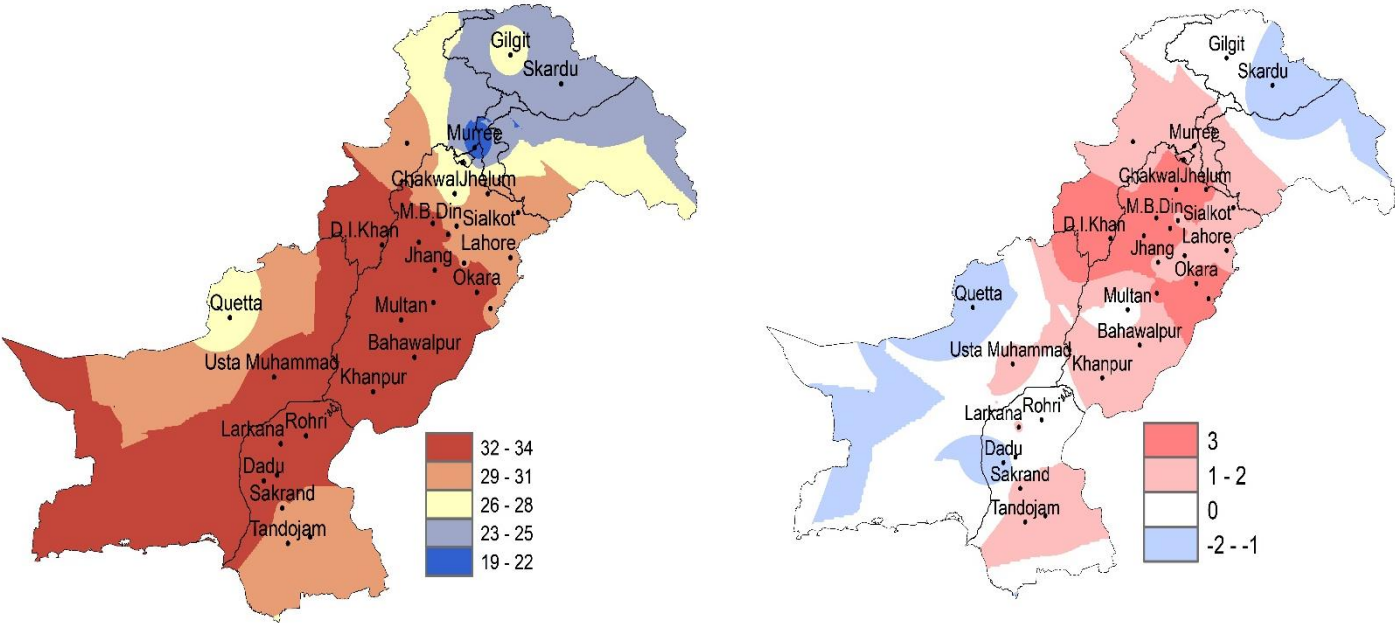 Gilgit
Skardu
Murree
Chakwal
Jhelum
M.B.Din
Sialkot
D.I.Khan
Lahore
Jhang
Okara
Quetta
Multan
Bahawalpur
Usta Muhammad
Khanpur
Rohri
Larkana
Dadu
Sakrand
Tandojam
32 - 34
29 - 31
26 - 28
23 - 25
19 - 22
Gilgit
Skardu
Murree
Chakwal
Jhelum
M.B.Din
Sialkot
D.I.Khan
Lahore
Jhang
Okara
Quetta
Multan
Bahawalpur
Usta Muhammad
Khanpur
Rohri
Larkana
Dadu
Sakrand
Tandojam
3
1 - 2
0
-2 - -1